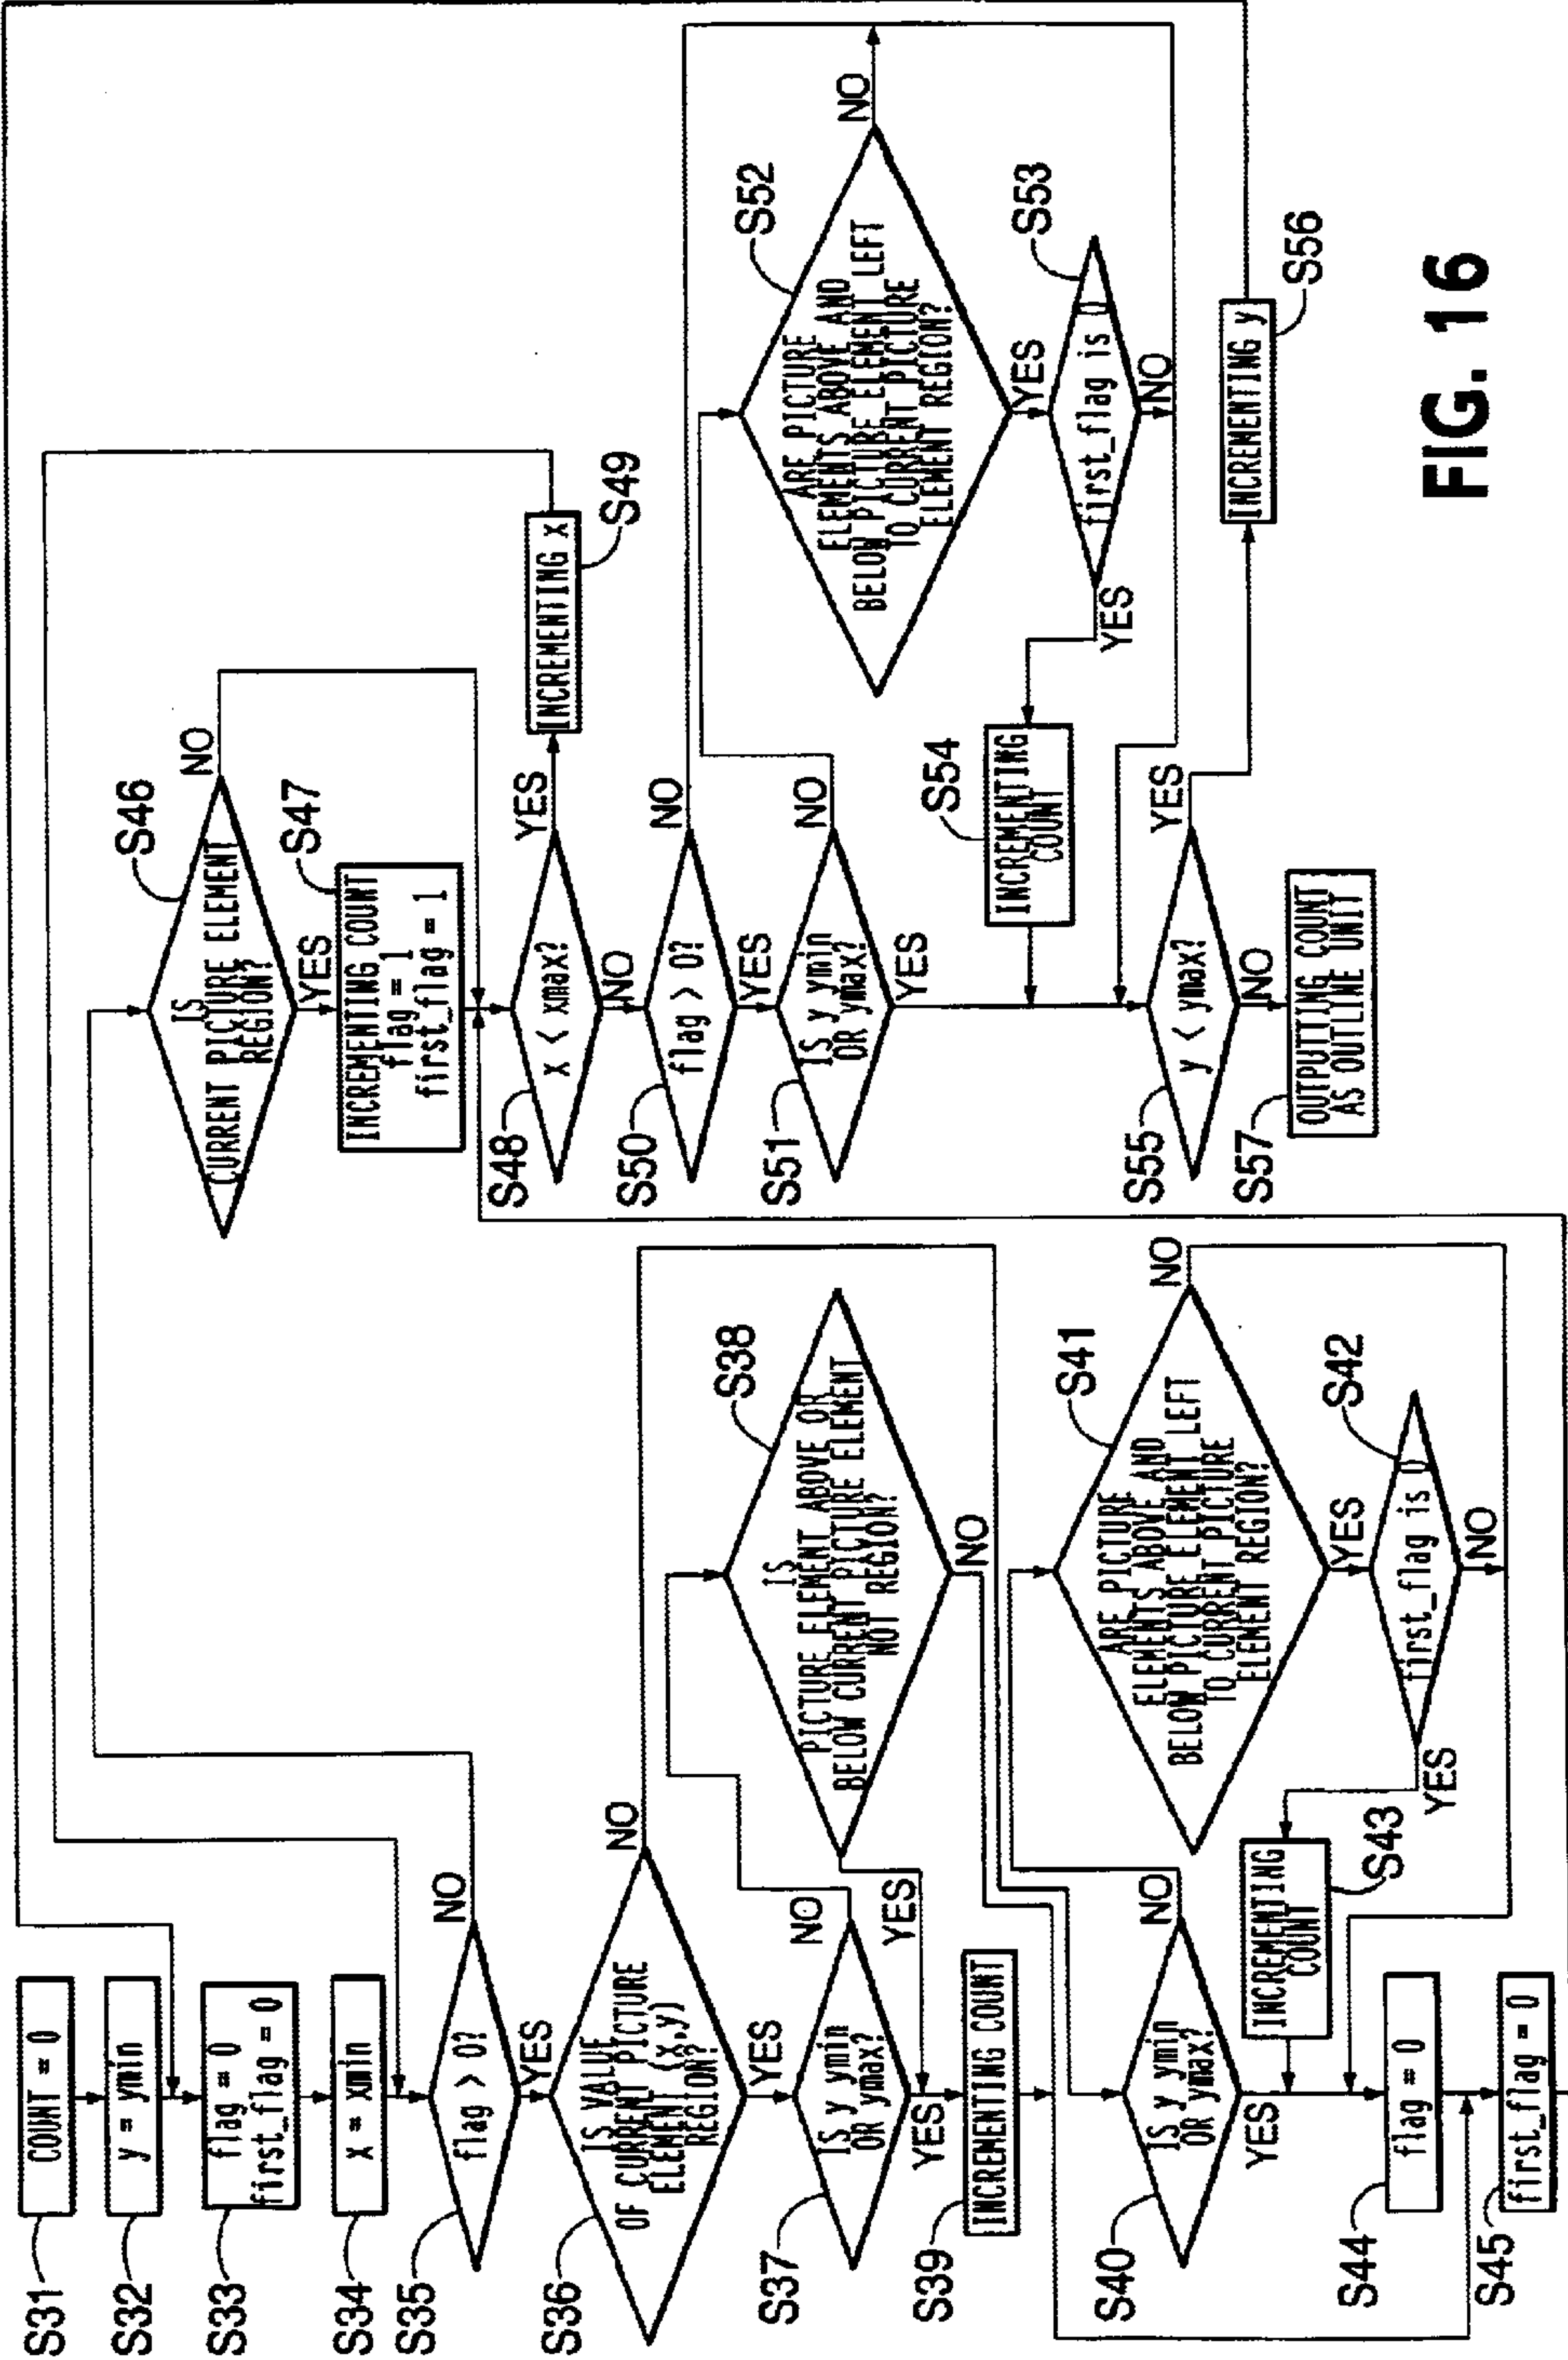 S31
COUNT = 0
S32
y = ymin
S33
flag = 0
first_flag = 0
S34
x = xmin
S35
flag > 0?
NO
YES
S36
IS VALUE
OF CURRENT PICTURE
ELEMENT (x,y)
REGION?
NO
YES
S37
IS y ymin
OR ymax?
NO
YES
S38
IS
PICTURE ELEMENT ABOVE OR
BELOW CURRENT PICTURE ELEMENT
NOT REGION?
YES
NO
S39
INCREMENTING COUNT
S40
IS y ymin
OR ymax?
NO
YES
S41
ARE PICTURE
ELEMENTS ABOVE AND
BELOW PICTURE ELEMENT LEFT
TO CURRENT PICTURE
ELEMENT REGION?
NO
YES
S42
first_flag is 0
YES
NO
S43
INCREMENTING
COUNT
S44
flag = 0
S45
first_flag = 0
S46
IS
CURRENT PICTURE ELEMENT
REGION?
NO
YES
S47
INCREMENTING COUNT
flag = 1
first_flag = 1
S48
x < xmax?
YES
NO
S49
INCREMENTING x
S50
flag > 0?
NO
YES
S51
IS y ymin
OR ymax?
NO
YES
S52
ARE PICTURE
ELEMENTS ABOVE AND
BELOW PICTURE ELEMENT LEFT
TO CURRENT PICTURE
ELEMENT REGION?
NO
YES
S53
first_flag is 0
YES
NO
S54
INCREMENTING
COUNT
S55
y < ymax?
YES
NO
S56
INCREMENTING y
S57
OUTPUTTING COUNT
AS OUTLINE UNIT
FIG. 16